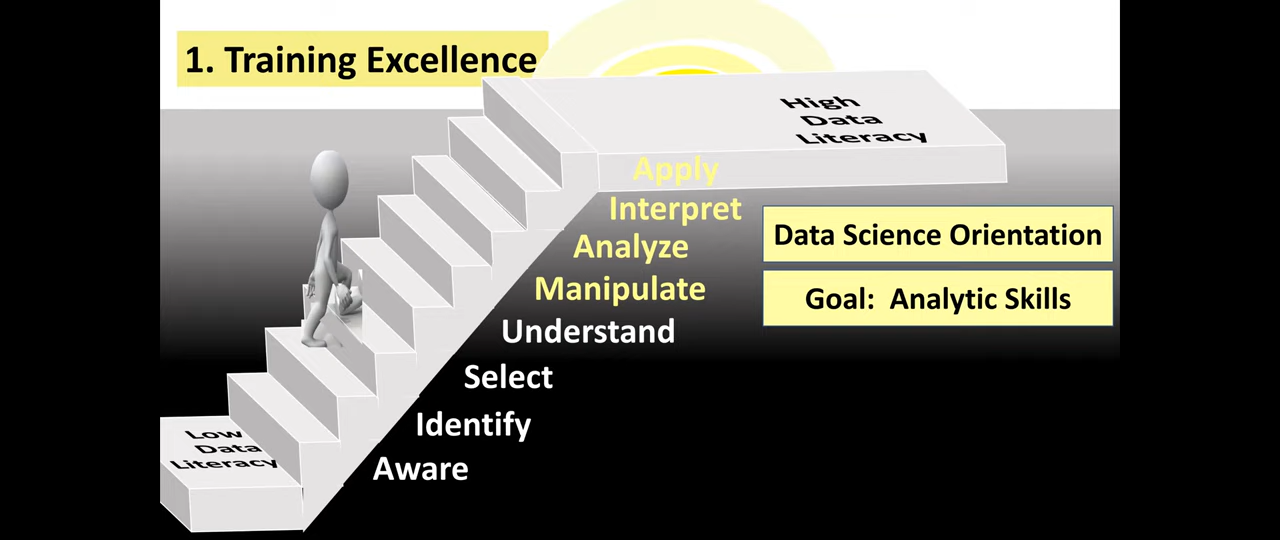 1. Training Excellence
High
Data
Literacy
Apply
Interpret
Data Science Orientation
Analyze
Manipulate
Goal: Analytic Skills
Understand
Select
Identify
Low
Data
Literacy
Aware